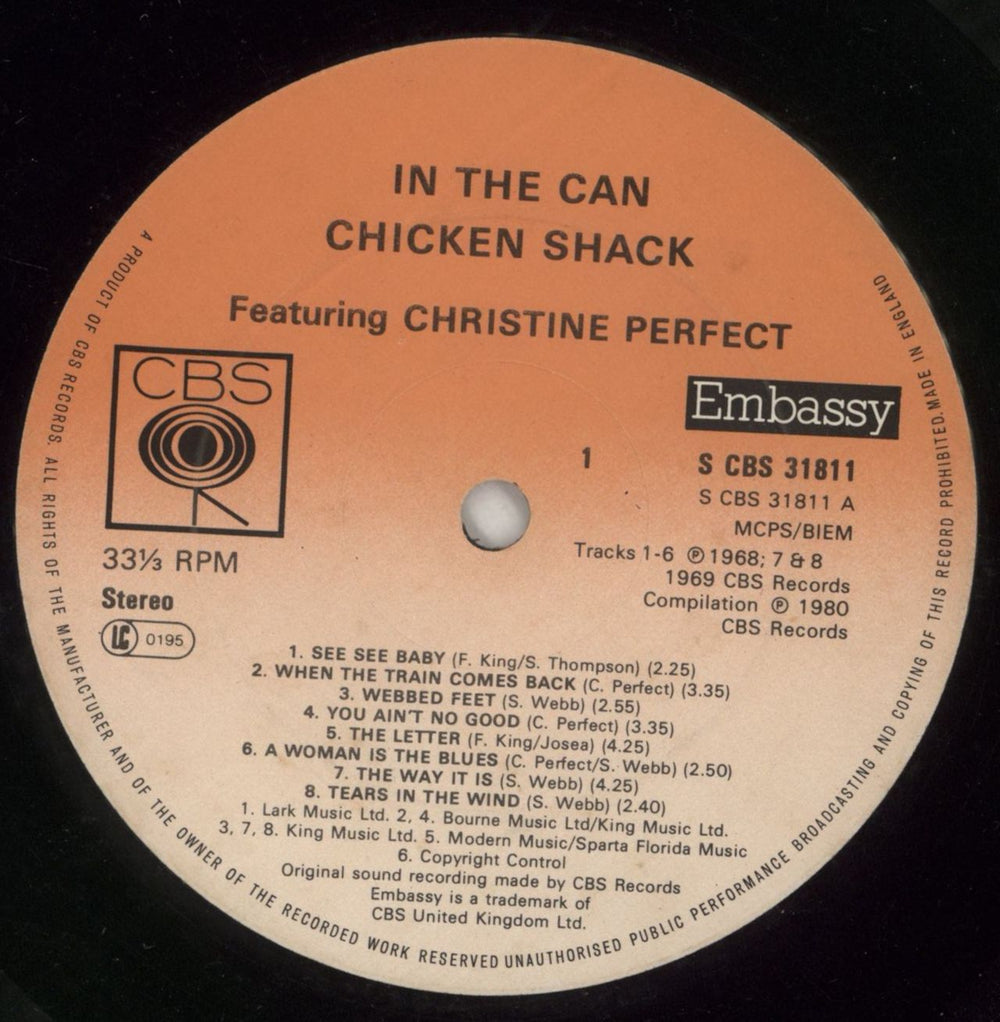 IN THE CAN
CHICKEN SHACK
Featuring CHRISTINE PERFECT
CBS
Embassy
1
S CBS 31811
S CBS 31811 A
MCPS/BIEM
Tracks 1-6 ℗ 1968; 7 & 8
1969 CBS Records
Compilation ℗ 1980
CBS Records
33⅓ RPM
Stereo
LC 0195
1. SEE SEE BABY (F. King/S. Thompson) (2.25)
2. WHEN THE TRAIN COMES BACK (C. Perfect) (3.35)
3. WEBBED FEET (S. Webb) (2.55)
4. YOU AIN'T NO GOOD (C. Perfect) (3.35)
5. THE LETTER (F. King/Josea) (4.25)
6. A WOMAN IS THE BLUES (C. Perfect/S. Webb) (2.50)
7. THE WAY IT IS (S. Webb) (4.25)
8. TEARS IN THE WIND (S. Webb) (2.40)
1. Lark Music Ltd. 2, 4. Bourne Music Ltd/King Music Ltd.
3, 7, 8. King Music Ltd. 5. Modern Music/Sparta Florida Music
6. Copyright Control
Original sound recording made by CBS Records
Embassy is a trademark of
CBS United Kingdom Ltd.
A PRODUCT OF CBS RECORDS. ALL RIGHTS OF THE MANUFACTURER AND OF THE OWNER OF THE RECORDED WORK RESERVED UNAUTHORISED PUBLIC PERFORMANCE BROADCASTING AND COPYING OF THIS RECORD PROHIBITED. MADE IN ENGLAND